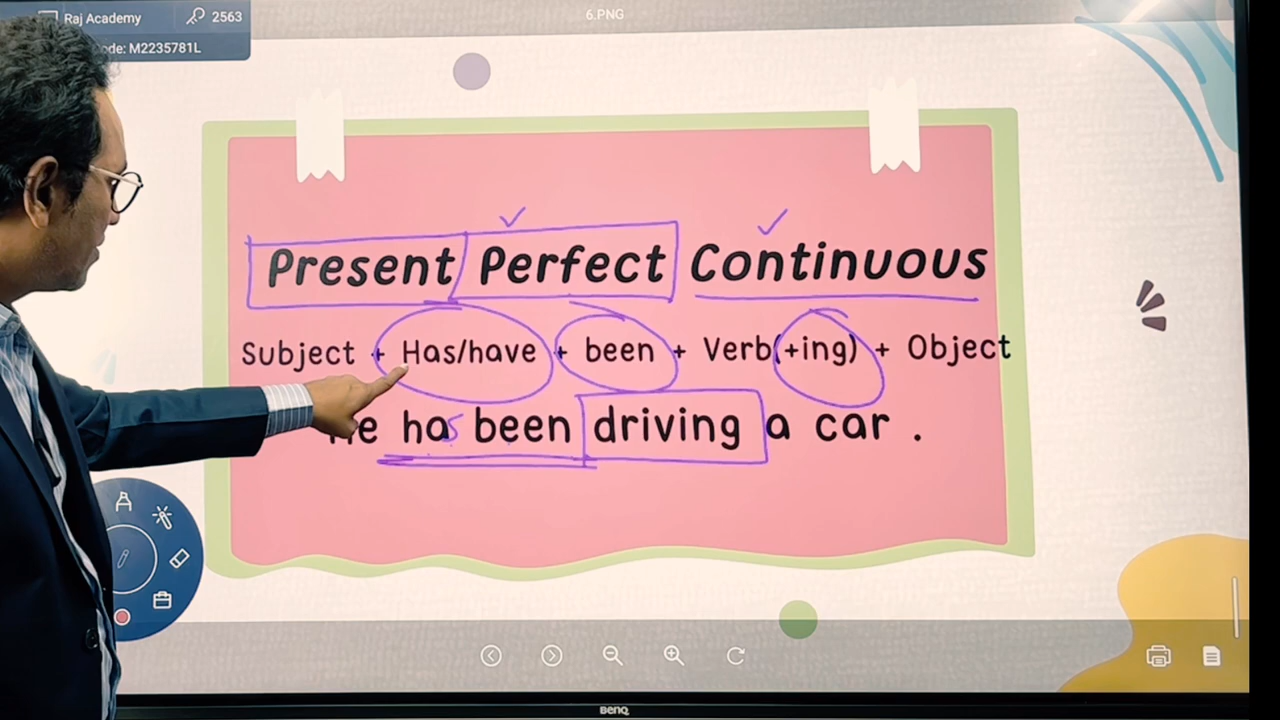 Raj Academy 2563
6.PNG
ode: M2235781L
Present Perfect Continuous
Subject + Has/have + been + Verb(+ing) + Object
He has been driving a car .
BenQ